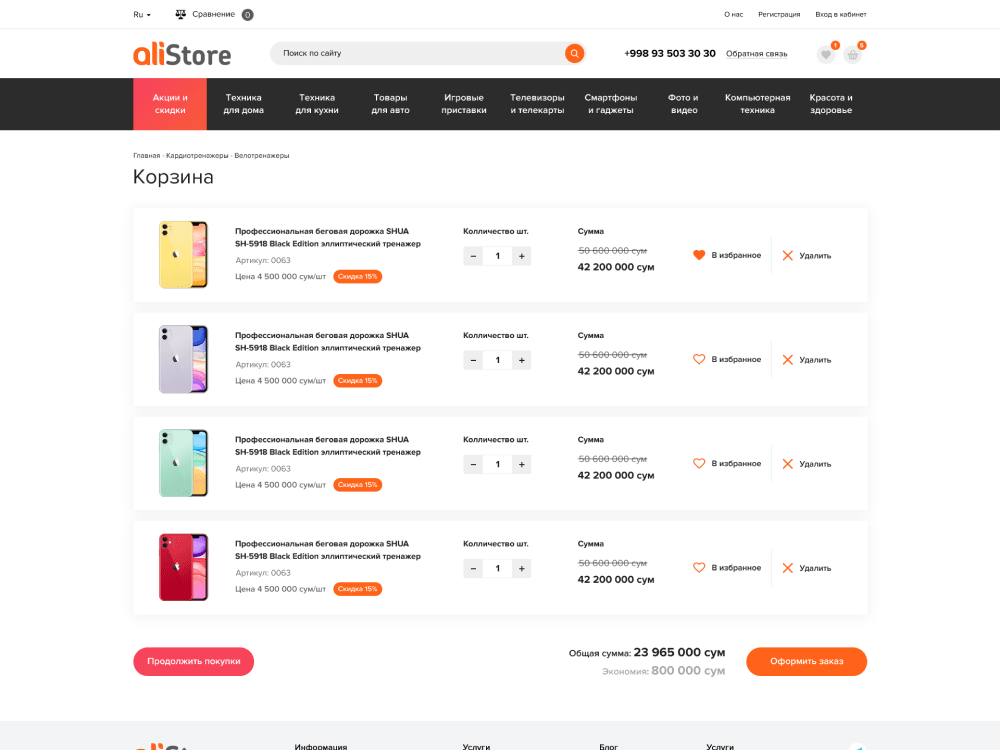 Ru
Сравнение 0
О нас
Регистрация
Вход в кабинет
aliStore
Поиск по сайту
+998 93 503 30 30
Обратная связь
1
5
Акции и
скидки
Техника
для дома
Техника
для кухни
Товары
для авто
Игровые
приставки
Телевизоры
и телекарты
Смартфоны
и гаджеты
Фото и
видео
Компьютерная
техника
Красота и
здоровье
Главная - Кардиотренажеры - Велотренажеры
Корзина
Профессиональная беговая дорожка SHUA
SH-5918 Black Edition эллиптический тренажер
Артикул: 0063
Цена 4 500 000 сум/шт Скидка 15%
Колличество шт.
− 1 +
Сумма
50 600 000 сум
42 200 000 сум
В избранное
Удалить
Профессиональная беговая дорожка SHUA
SH-5918 Black Edition эллиптический тренажер
Артикул: 0063
Цена 4 500 000 сум/шт Скидка 15%
Колличество шт.
− 1 +
Сумма
50 600 000 сум
42 200 000 сум
В избранное
Удалить
Профессиональная беговая дорожка SHUA
SH-5918 Black Edition эллиптический тренажер
Артикул: 0063
Цена 4 500 000 сум/шт Скидка 15%
Колличество шт.
− 1 +
Сумма
50 600 000 сум
42 200 000 сум
В избранное
Удалить
Профессиональная беговая дорожка SHUA
SH-5918 Black Edition эллиптический тренажер
Артикул: 0063
Цена 4 500 000 сум/шт Скидка 15%
Колличество шт.
− 1 +
Сумма
50 600 000 сум
42 200 000 сум
В избранное
Удалить
Продолжить покупки
Общая сумма: 23 965 000 сум
Экономия: 800 000 сум
Оформить заказ
aliStore
Информация
Услуги
Блог
Услуги